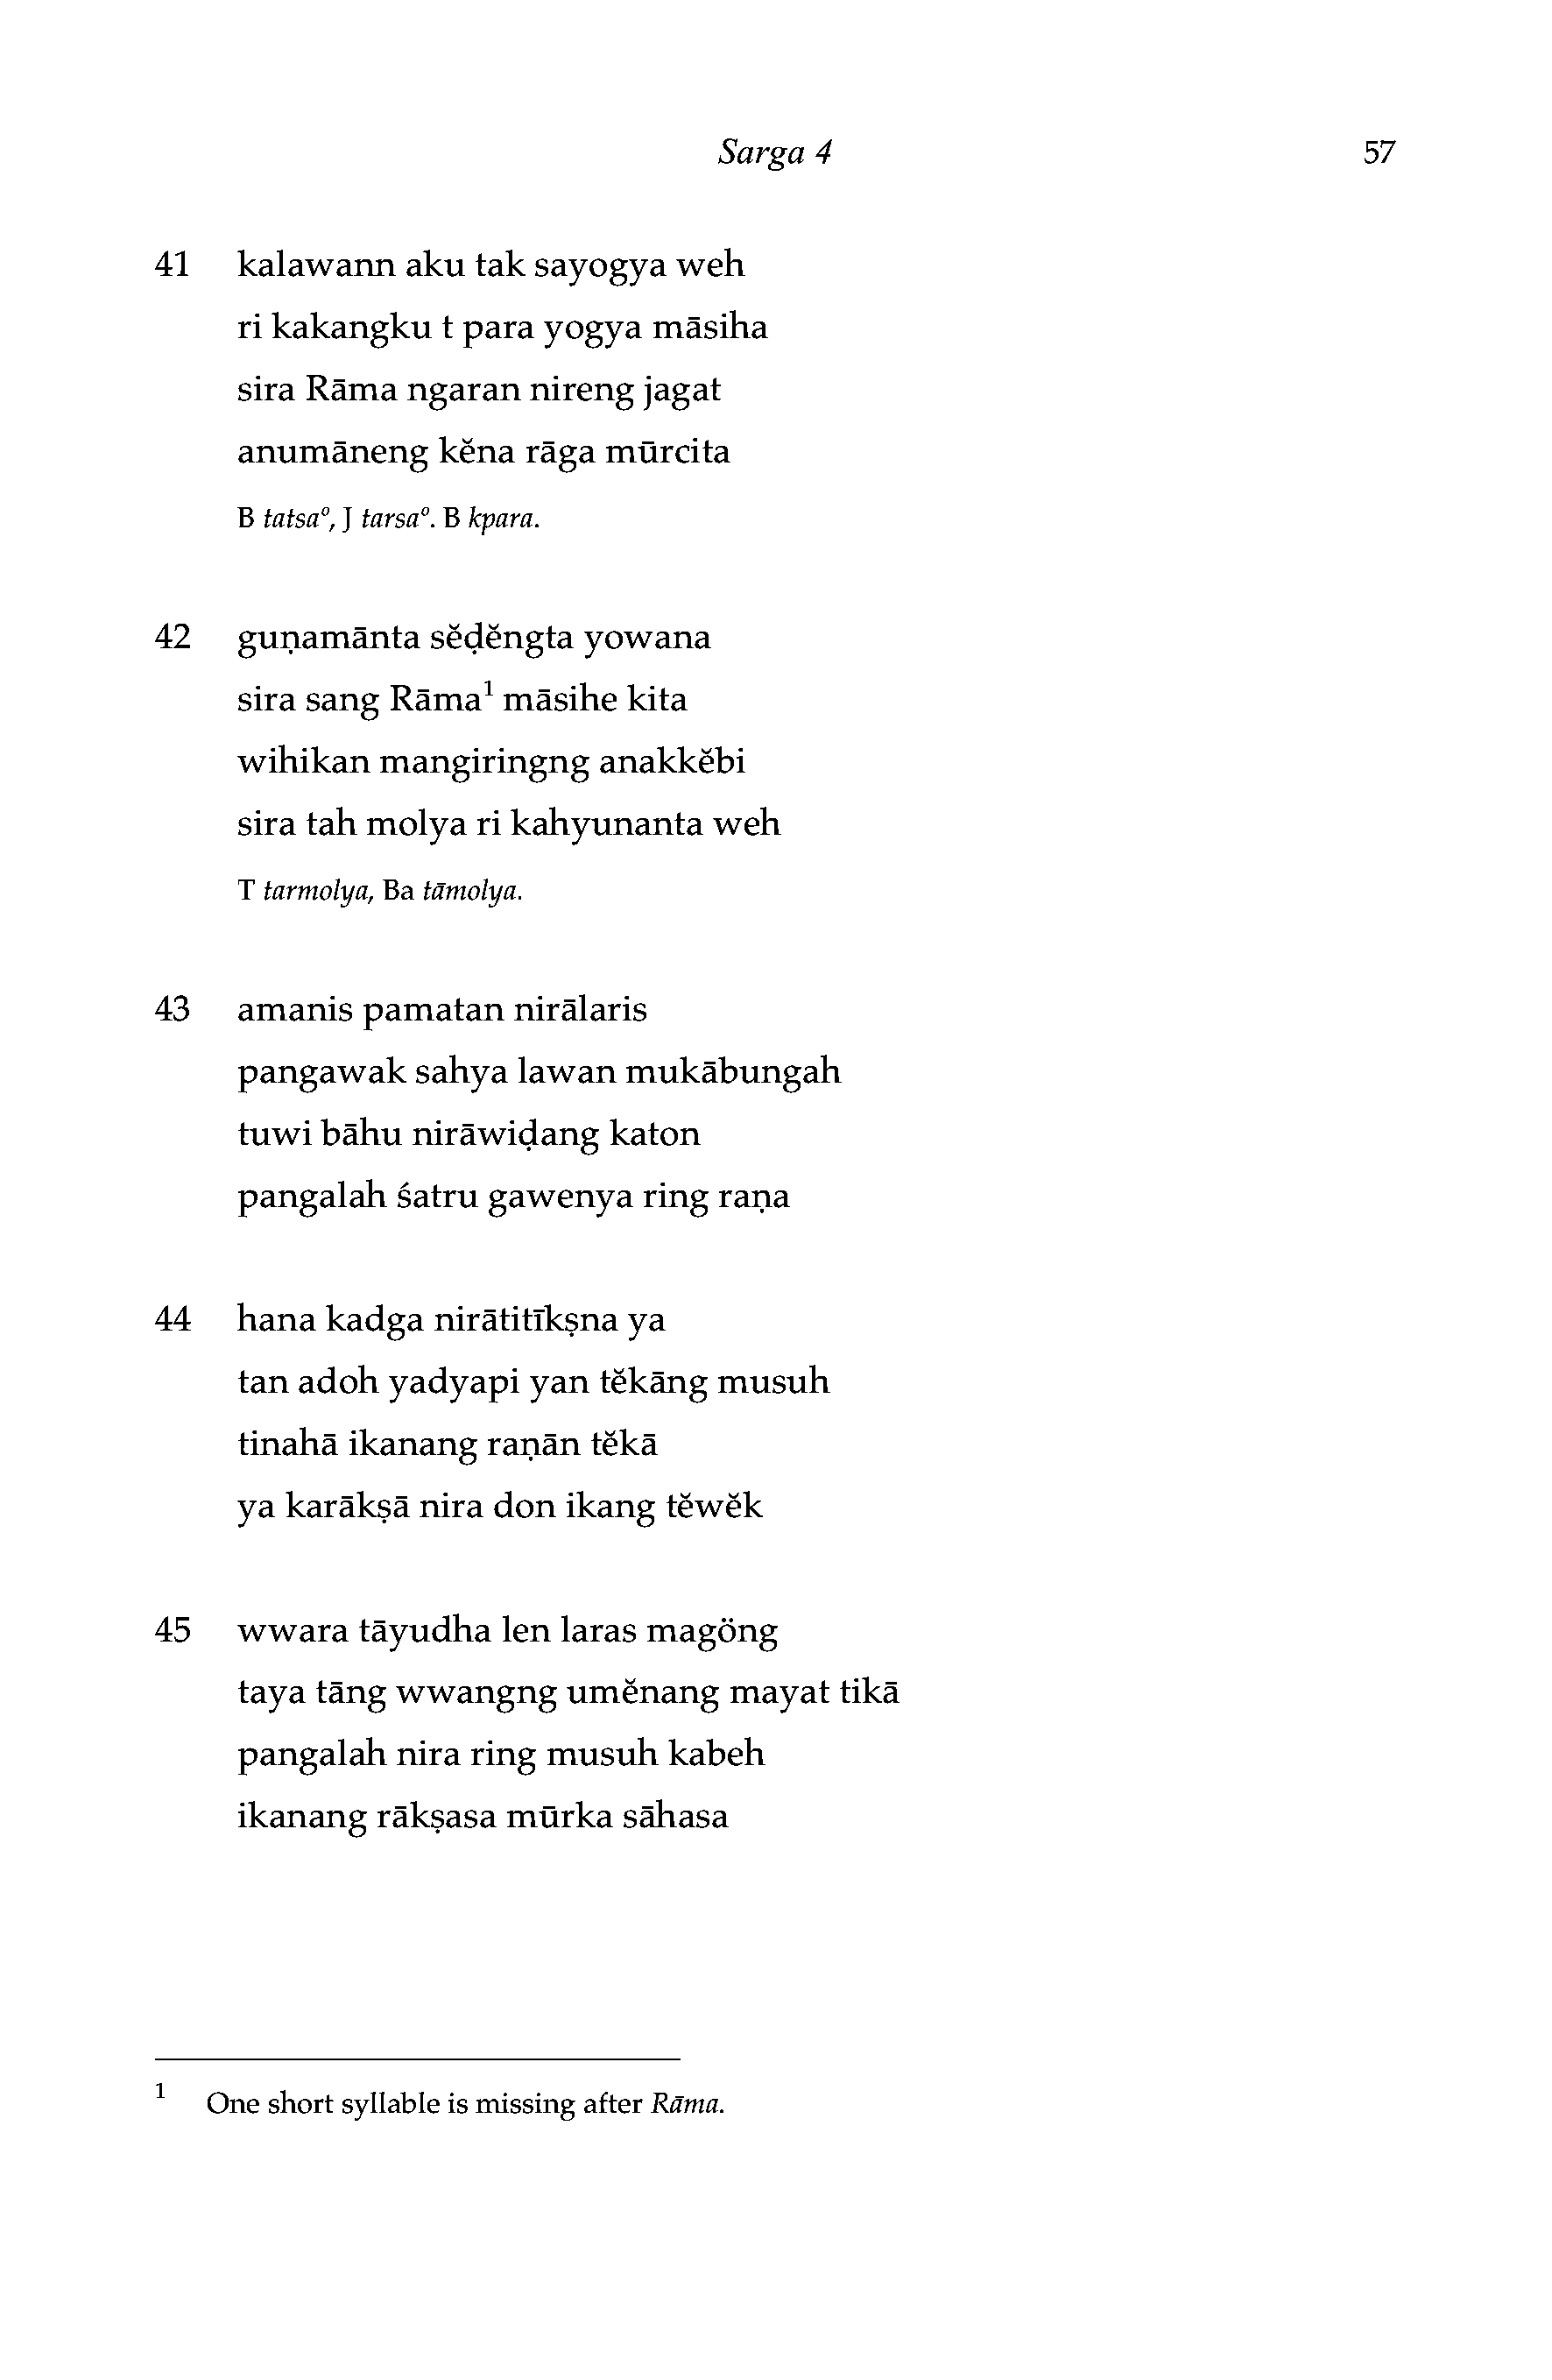 Sarga 4 57
41 kalawann aku tak sayogya weh
ri kakangku t para yogya māsiha
sira Rāma ngaran nireng jagat
anumāneng kĕna rāga mūrcita
B tatsaº, J tarsaº. B kpara.
42 guṇamānta sĕḍĕngta yowana
sira sang Rāma¹ māsihe kita
wihikan mangiringng anakkĕbi
sira tah molya ri kahyunanta weh
T tarmolya, Ba tāmolya.
43 amanis pamatan nirālaris
pangawak sahya lawan mukābungah
tuwi bāhu nirāwiḍang katon
pangalah śatru gawenya ring raṇa
44 hana kadga nirātitīkṣna ya
tan adoh yadyapi yan tĕkāng musuh
tinahā ikanang raṇān tĕkā
ya karākṣā nira don ikang tĕwĕk
45 wwara tāyudha len laras magöng
taya tāng wwangng umĕnang mayat tikā
pangalah nira ring musuh kabeh
ikanang rākṣasa mūrka sāhasa
1 One short syllable is missing after Rāma.